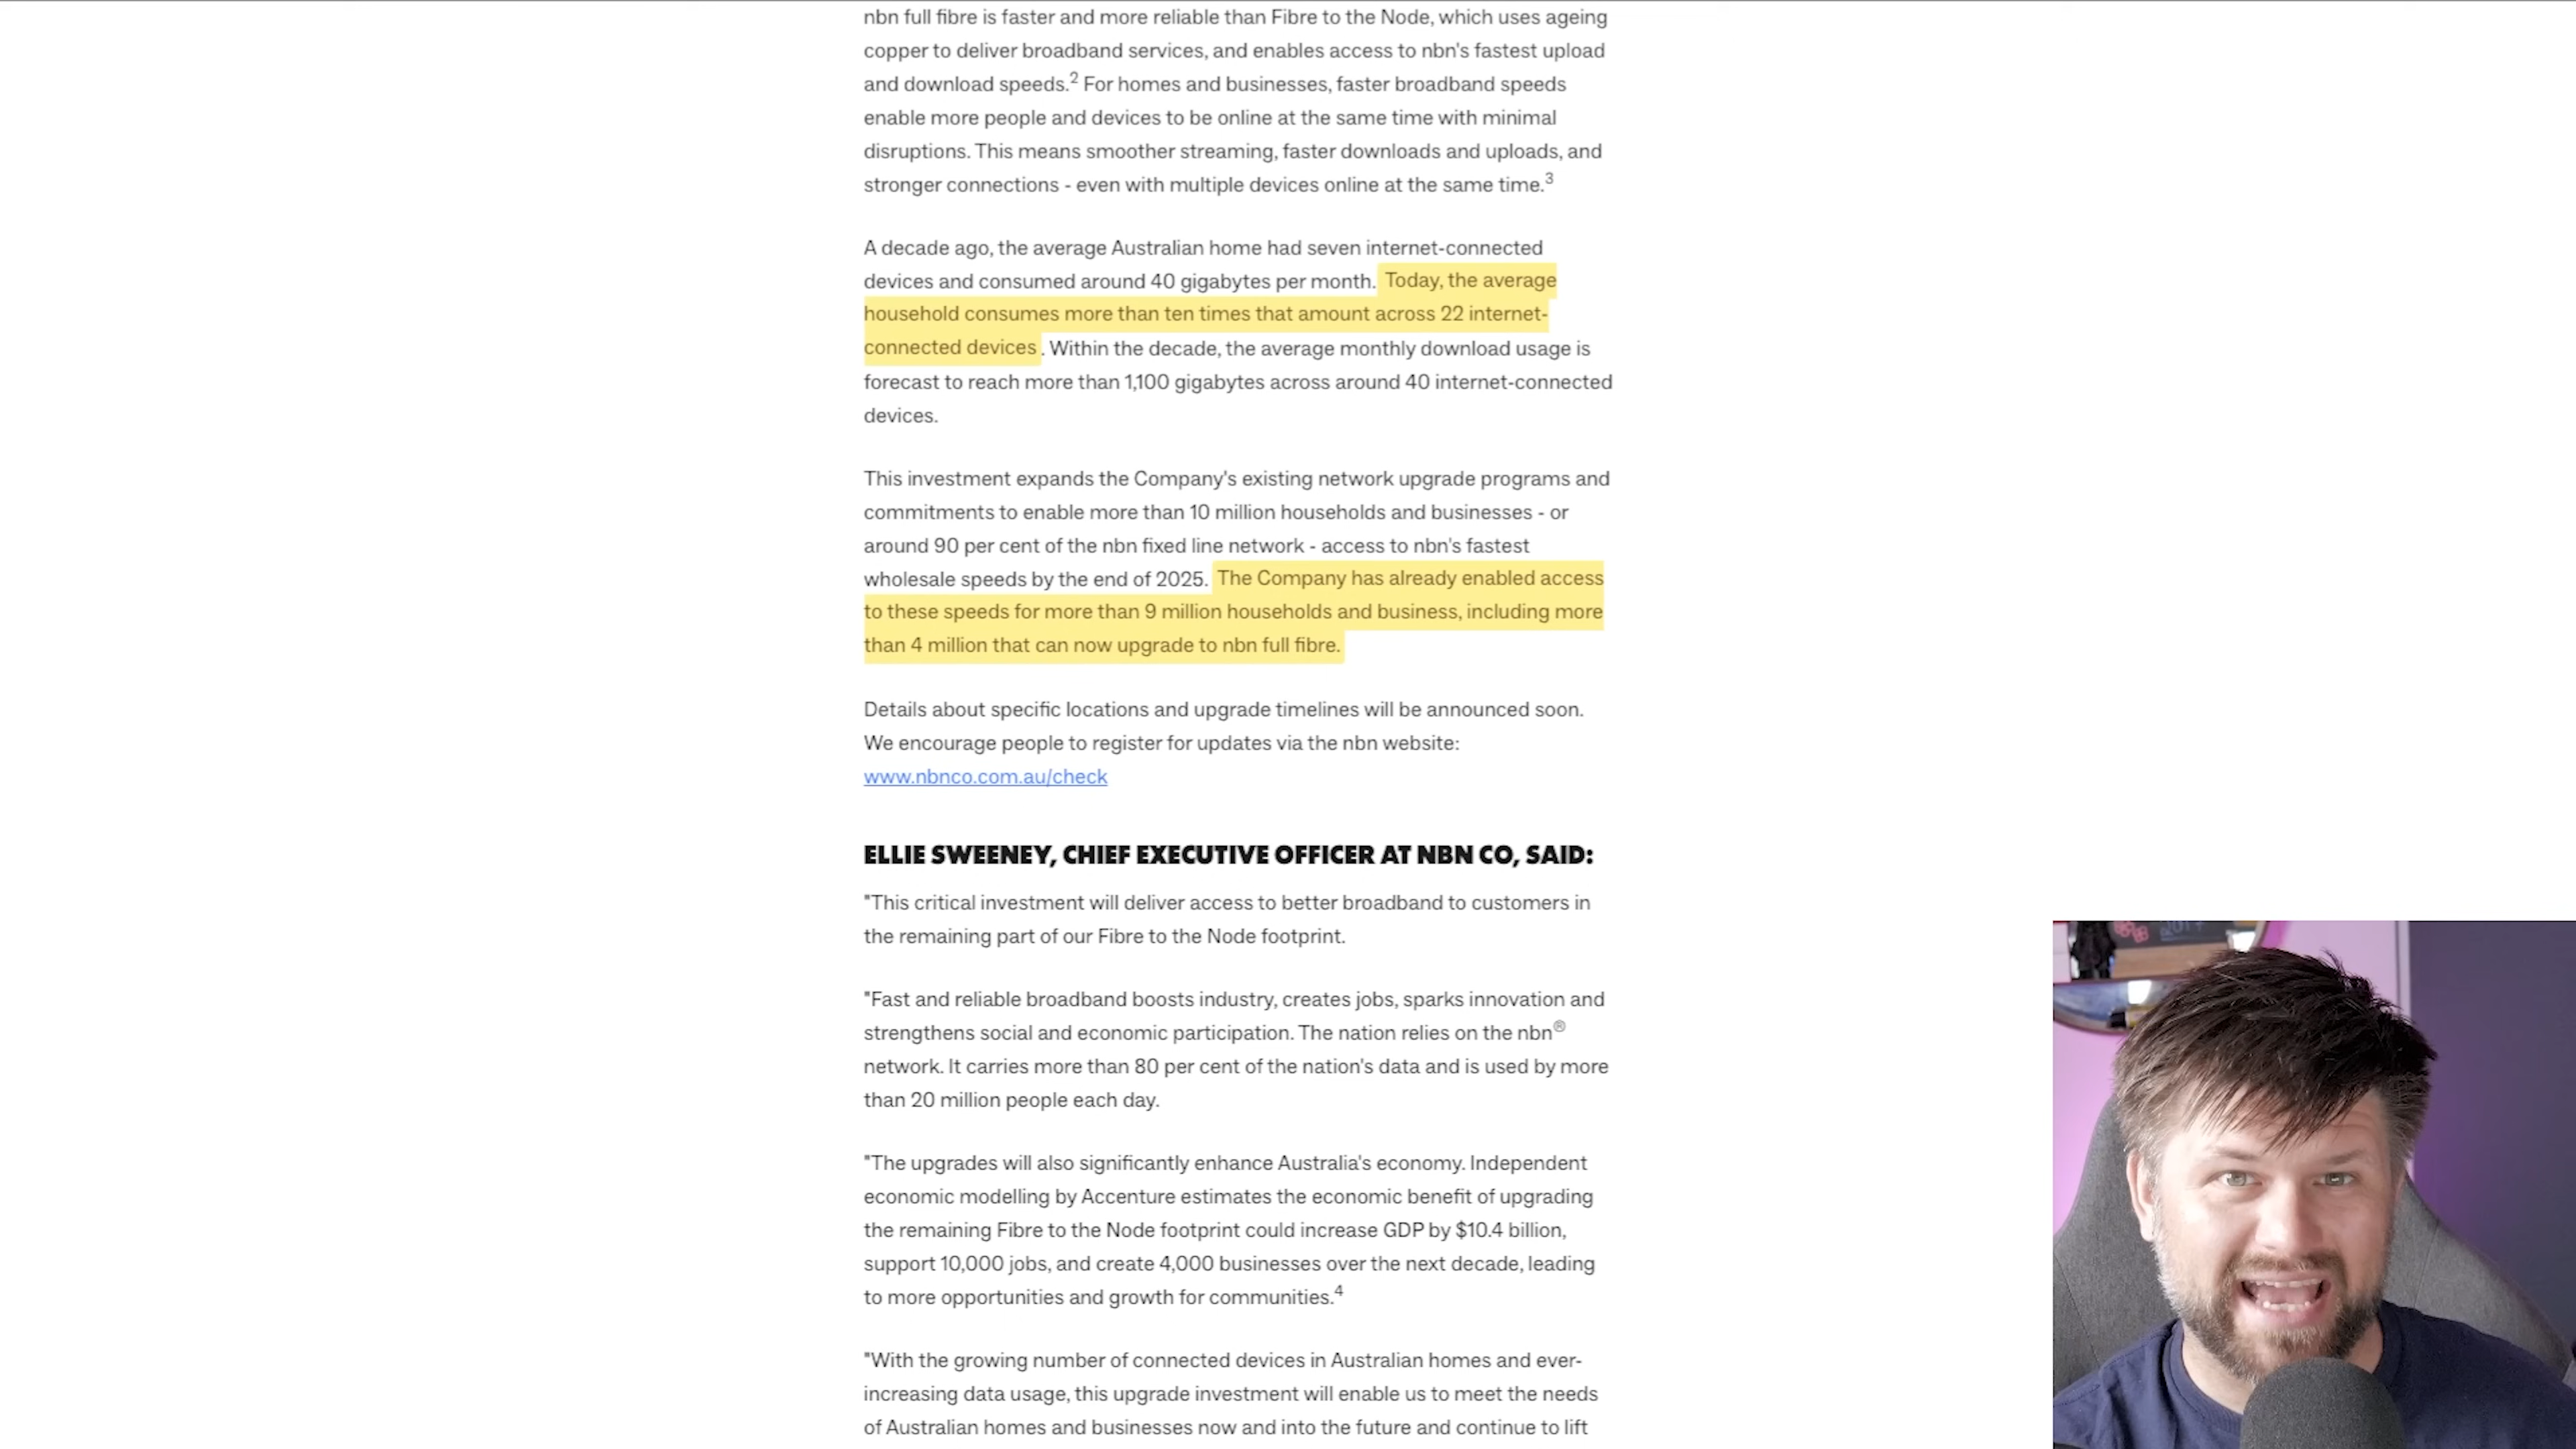 nbn full fibre is faster and more reliable than Fibre to the Node, which uses ageing
copper to deliver broadband services, and enables access to nbn's fastest upload
and download speeds.2 For homes and businesses, faster broadband speeds
enable more people and devices to be online at the same time with minimal
disruptions. This means smoother streaming, faster downloads and uploads, and
stronger connections - even with multiple devices online at the same time.3
A decade ago, the average Australian home had seven internet-connected
devices and consumed around 40 gigabytes per month. Today, the average
household consumes more than ten times that amount across 22 internet-
connected devices. Within the decade, the average monthly download usage is
forecast to reach more than 1,100 gigabytes across around 40 internet-connected
devices.
This investment expands the Company's existing network upgrade programs and
commitments to enable more than 10 million households and businesses - or
around 90 per cent of the nbn fixed line network - access to nbn's fastest
wholesale speeds by the end of 2025. The Company has already enabled access
to these speeds for more than 9 million households and business, including more
than 4 million that can now upgrade to nbn full fibre.
Details about specific locations and upgrade timelines will be announced soon.
We encourage people to register for updates via the nbn website:
www.nbnco.com.au/check
ELLIE SWEENEY, CHIEF EXECUTIVE OFFICER AT NBN CO, SAID:
"This critical investment will deliver access to better broadband to customers in
the remaining part of our Fibre to the Node footprint.
"Fast and reliable broadband boosts industry, creates jobs, sparks innovation and
strengthens social and economic participation. The nation relies on the nbn®
network. It carries more than 80 per cent of the nation's data and is used by more
than 20 million people each day.
"The upgrades will also significantly enhance Australia's economy. Independent
economic modelling by Accenture estimates the economic benefit of upgrading
the remaining Fibre to the Node footprint could increase GDP by $10.4 billion,
support 10,000 jobs, and create 4,000 businesses over the next decade, leading
to more opportunities and growth for communities.4
"With the growing number of connected devices in Australian homes and ever-
increasing data usage, this upgrade investment will enable us to meet the needs
of Australian homes and businesses now and into the future and continue to lift